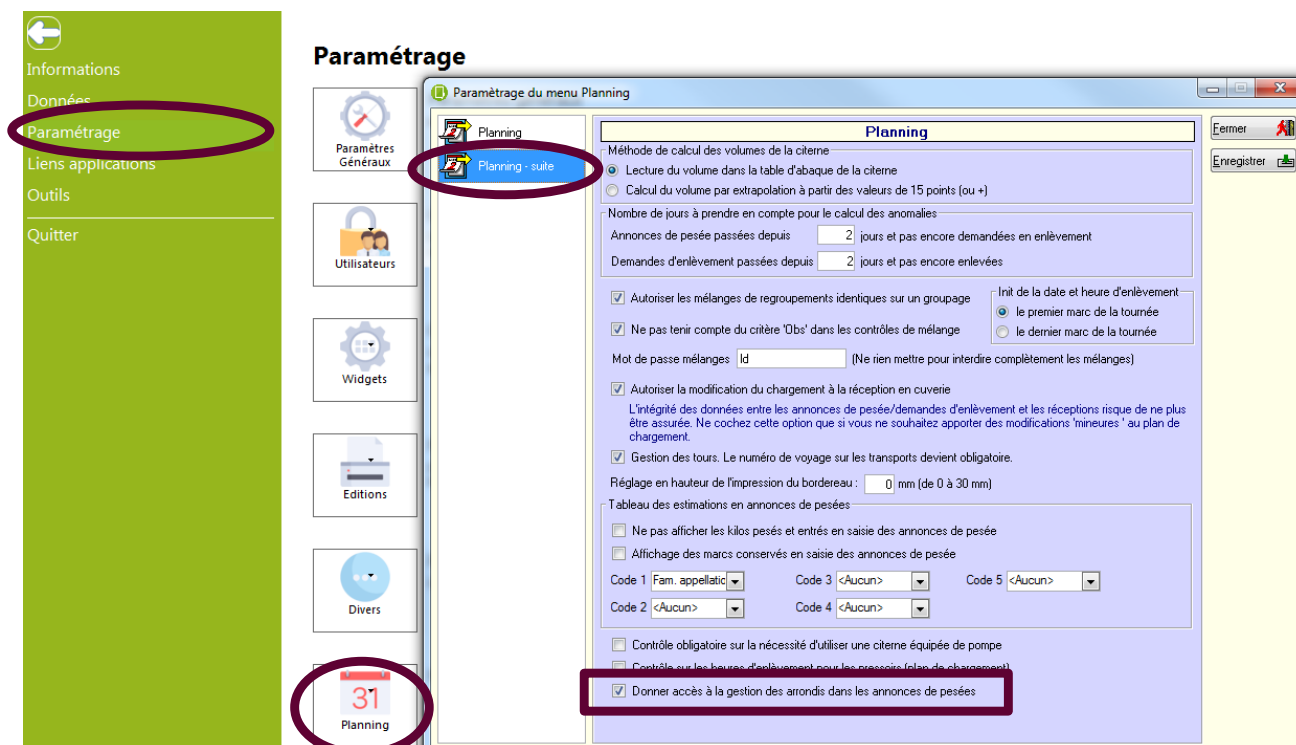 Informations
Données
Paramétrage
Liens applications
Outils
Quitter
Paramétrage
Paramètres
Généraux
Utilisateurs
Widgets
Editions
Divers
31
Planning
Paramètrage du menu Planning
Planning
Planning - suite
Planning
Fermer
Enregistrer
Méthode de calcul des volumes de la citerne
Lecture du volume dans la table d'abaque de la citerne
Calcul du volume par extrapolation à partir des valeurs de 15 points (ou +)
Nombre de jours à prendre en compte pour le calcul des anomalies
Annonces de pesée passées depuis 2 jours et pas encore demandées en enlèvement
Demandes d'enlèvement passées depuis 2 jours et pas encore enlevées
Autoriser les mélanges de regroupements identiques sur un groupage
Ne pas tenir compte du critère 'Obs' dans les contrôles de mélange
Init de la date et heure d'enlèvement
le premier marc de la tournée
le dernier marc de la tournée
Mot de passe mélanges ld (Ne rien mettre pour interdire complètement les mélanges)
Autoriser la modification du chargement à la réception en cuverie
L'intégrité des données entre les annonces de pesée/demandes d'enlèvement et les réceptions risque de ne plus
être assurée. Ne cochez cette option que si vous ne souhaitez apporter des modifications 'mineures ' au plan de
chargement.
Gestion des tours. Le numéro de voyage sur les transports devient obligatoire.
Réglage en hauteur de l'impression du bordereau : 0 mm (de 0 à 30 mm)
Tableau des estimations en annonces de pesées
Ne pas afficher les kilos pesés et entrés en saisie des annonces de pesée
Affichage des marcs conservés en saisie des annonces de pesée
Code 1 Fam. appellatic Code 3 <Aucun> Code 5 <Aucun>
Code 2 <Aucun> Code 4 <Aucun>
Contrôle obligatoire sur la nécessité d'utiliser une citerne équipée de pompe
Contrôle sur les heures d'enlèvement pour les pressoirs (plan de chargement)
Donner accès à la gestion des arrondis dans les annonces de pesées